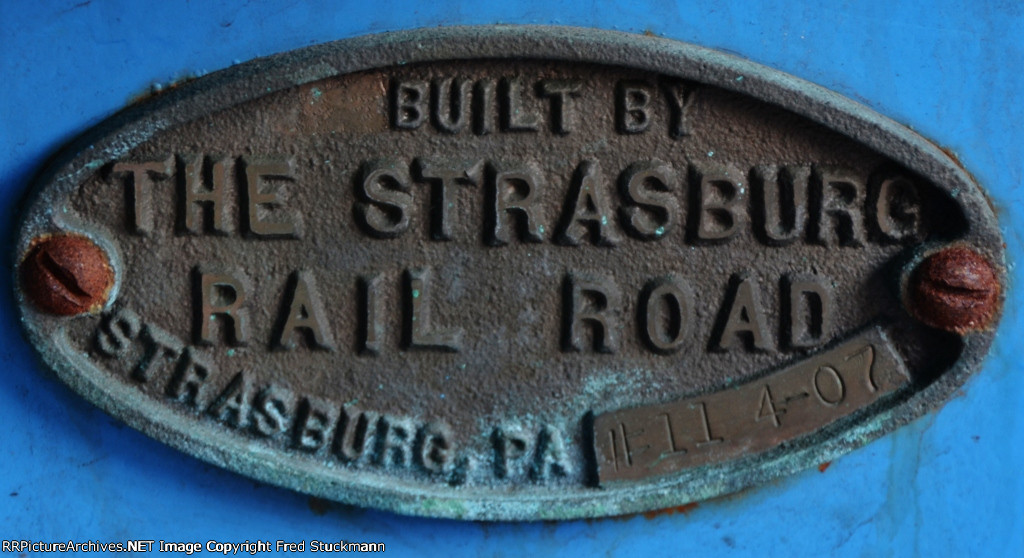 BUILT BY
THE STRASBURG
RAIL ROAD
STRASBURG, PA
#11 4-07
RRPictureArchives.NET Image Copyright Fred Stuckmann